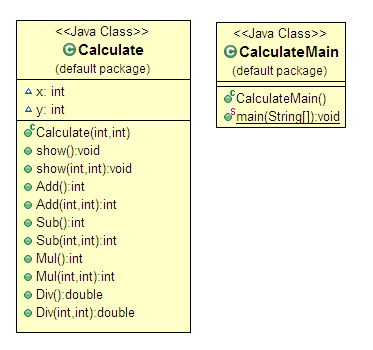 <<Java Class>>
Calculate
(default package)
x: int
y: int
Calculate(int,int)
show():void
show(int,int):void
Add():int
Add(int,int):int
Sub():int
Sub(int,int):int
Mul():int
Mul(int,int):int
Div():double
Div(int,int):double
<<Java Class>>
CalculateMain
(default package)
CalculateMain()
main(String[]):void